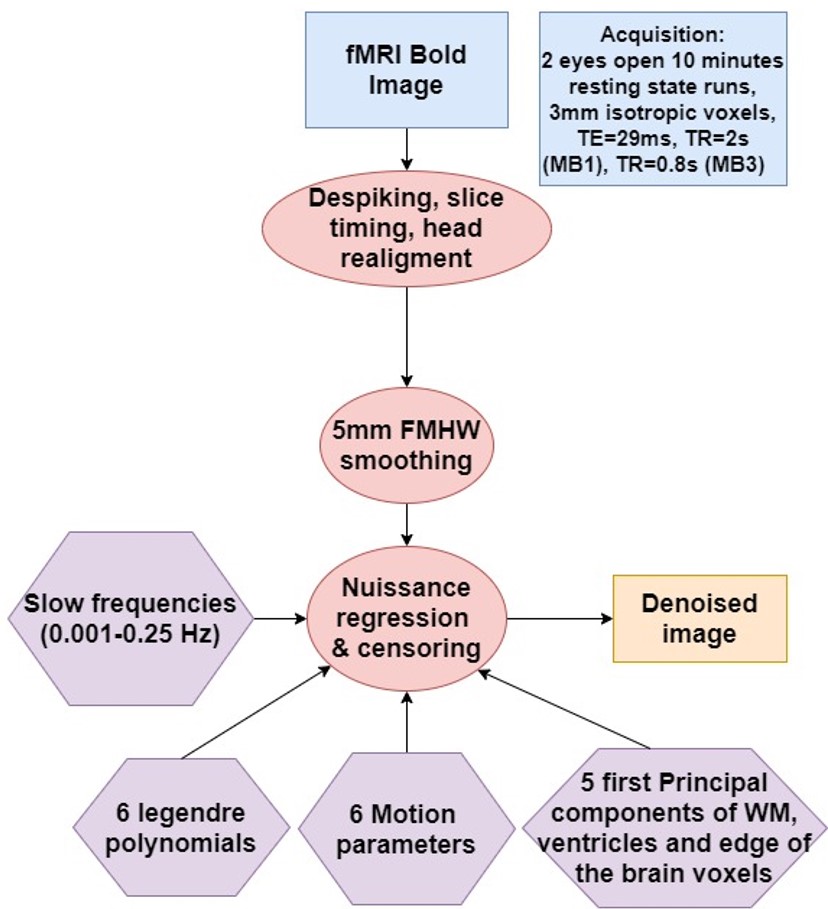 fMRI Bold
Image
Acquisition:
2 eyes open 10 minutes
resting state runs,
3mm isotropic voxels,
TE=29ms, TR=2s
(MB1), TR=0.8s (MB3)
Despiking, slice
timing, head
realigment
5mm FMHW
smoothing
Slow frequencies
(0.001-0.25 Hz)
Nuissance
regression
& censoring
Denoised
image
6 legendre
polynomials
6 Motion
parameters
5 first Principal
components of WM,
ventricles and edge of
the brain voxels